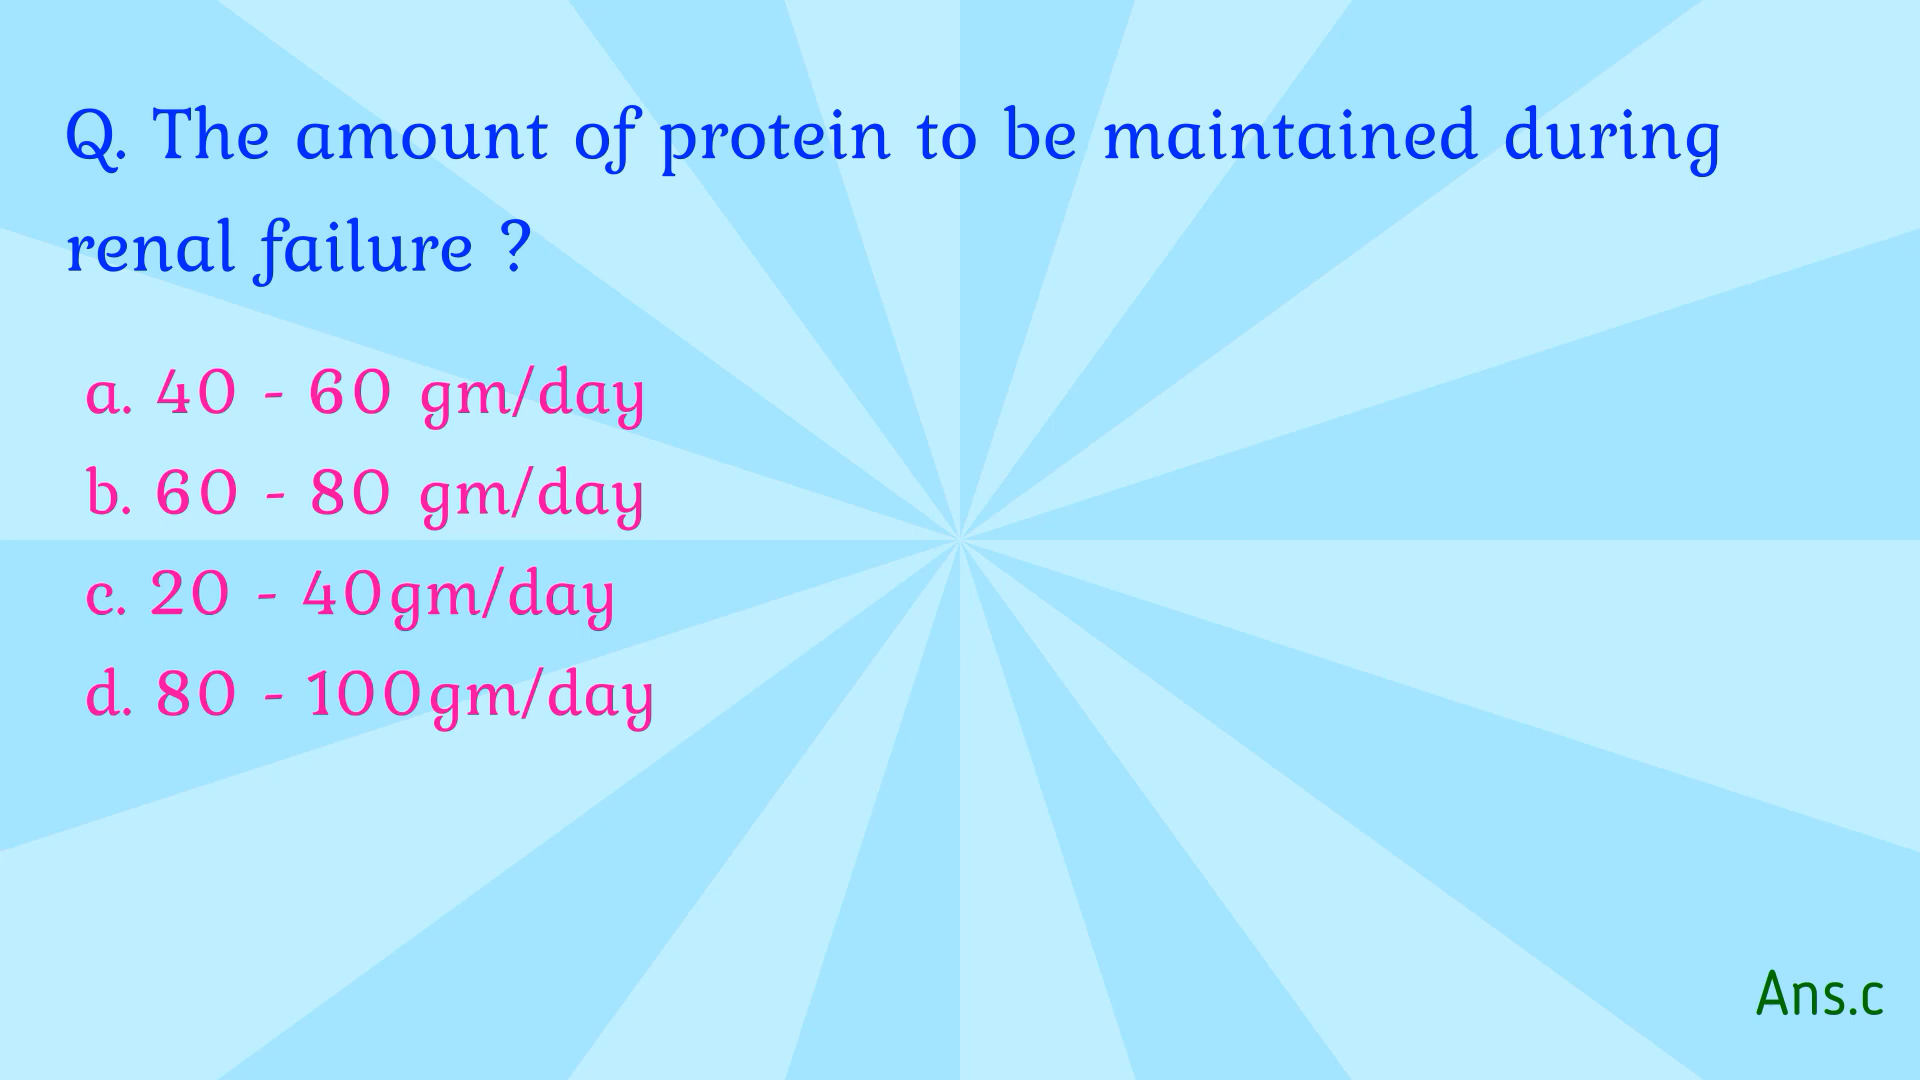 Q. The amount of protein to be maintained during
renal failure ?
a. 40 - 60 gm/day
b. 60 - 80 gm/day
c. 20 - 40gm/day
d. 80 - 100gm/day
Ans.c